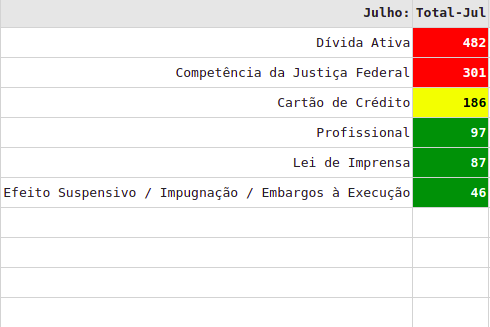 Julho: Total-Jul
Dívida Ativa 482
Competência da Justiça Federal 301
Cartão de Crédito 186
Profissional 97
Lei de Imprensa 87
Efeito Suspensivo / Impugnação / Embargos à Execução 46